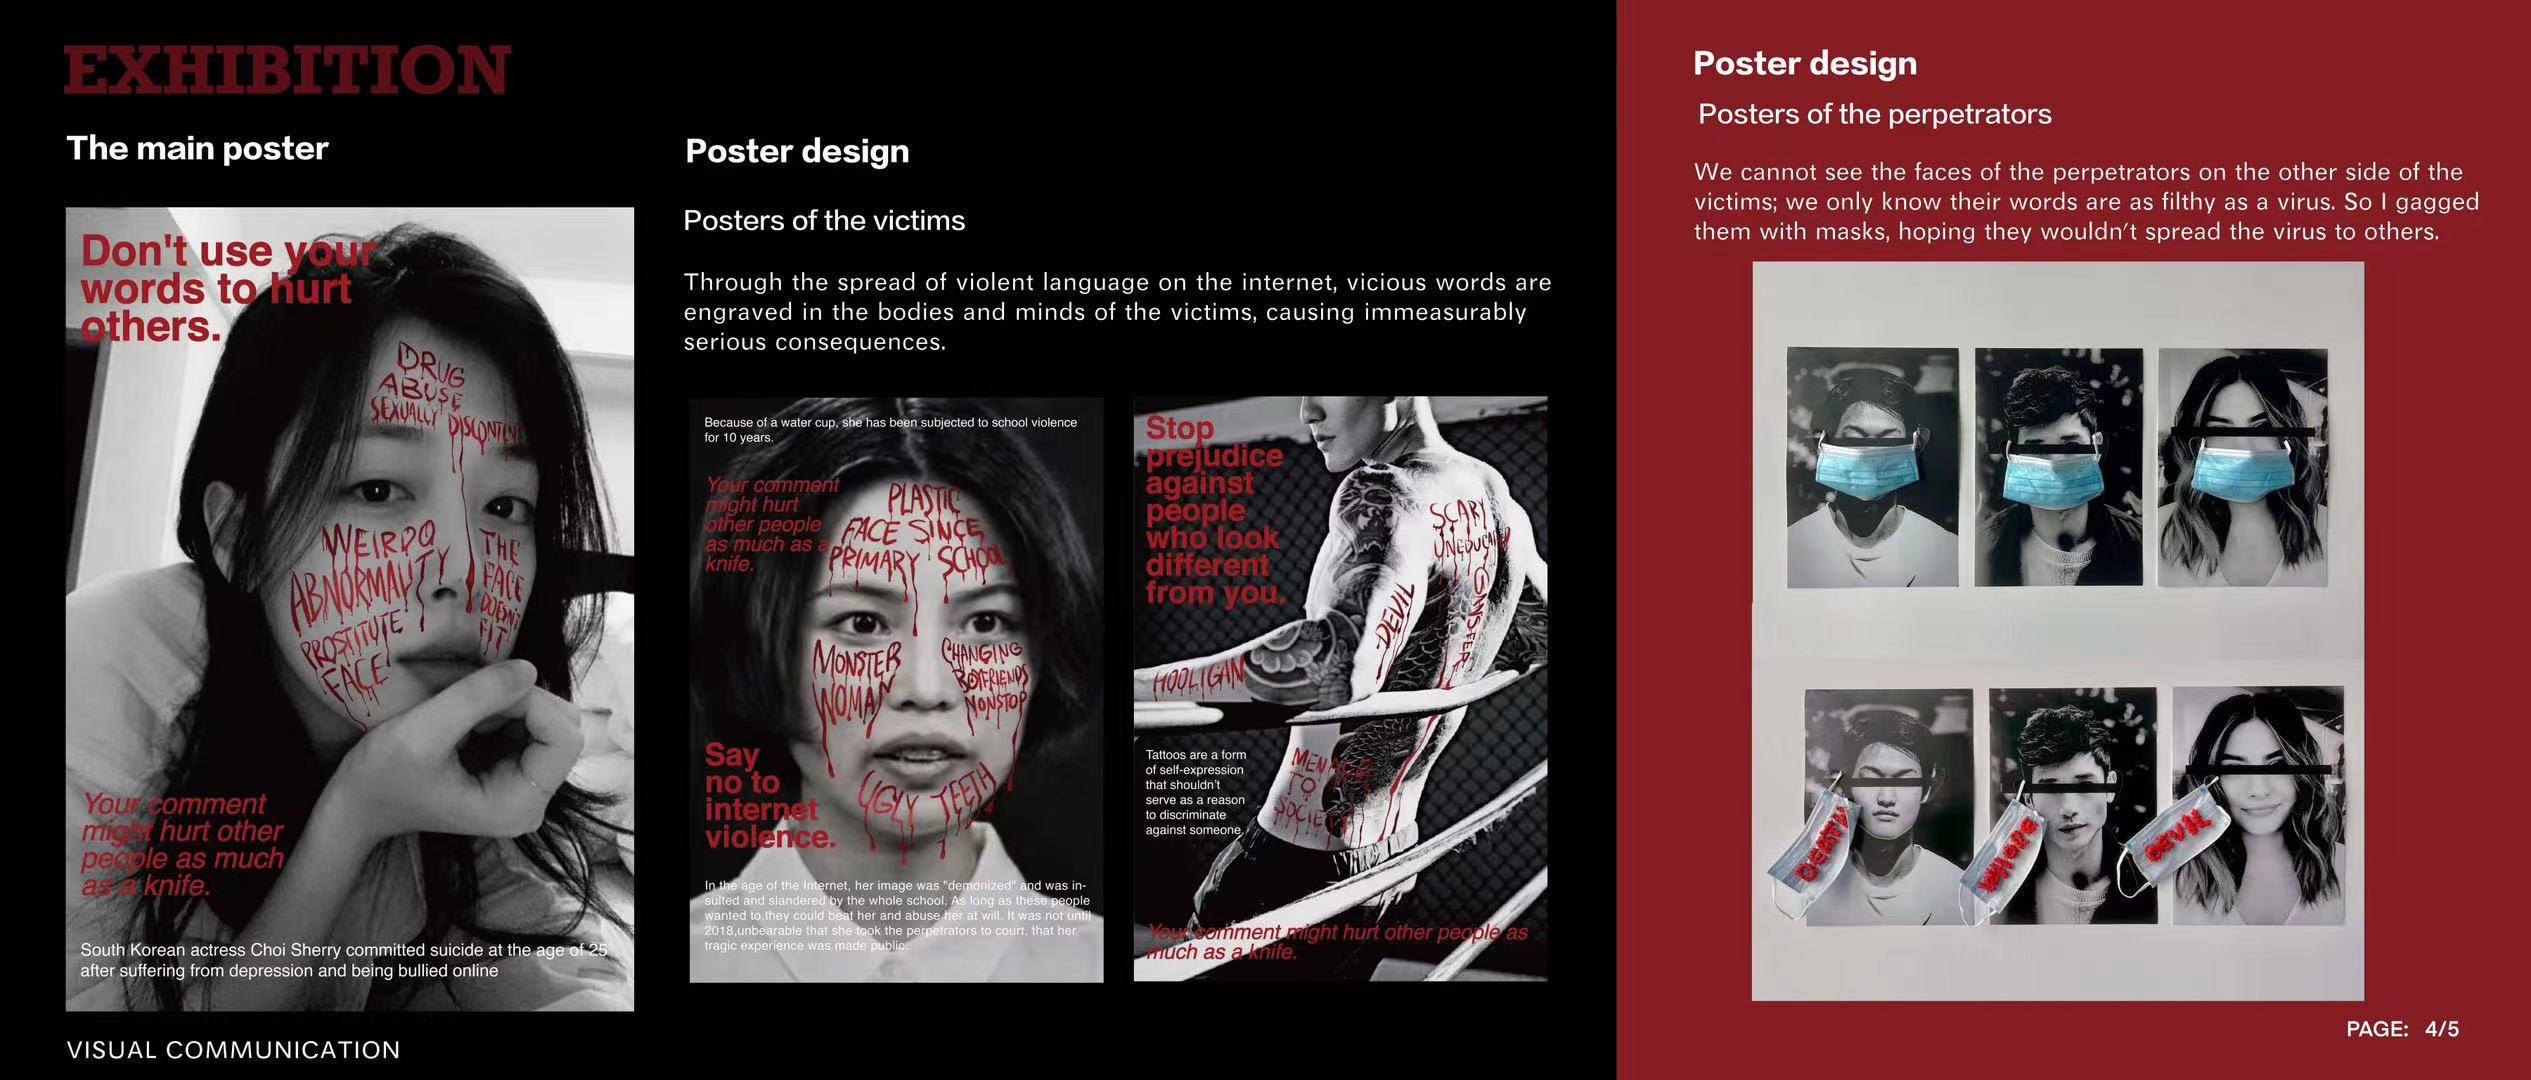 EXHIBITION
The main poster
Don't use your
words to hurt
others.
DRUG
ABUSE
SEXUALLY DISCONTENT
WEIRDO
ABNORMALITY
PROSTITUTE
FACE
THE
FACE
DOESN'T
FIT
Your comment
might hurt other
people as much
as a knife.
South Korean actress Choi Sherry committed suicide at the age of 25
after suffering from depression and being bullied online
VISUAL COMMUNICATION
Poster design
Posters of the victims
Through the spread of violent language on the internet, vicious words are
engraved in the bodies and minds of the victims, causing immeasurably
serious consequences.
Because of a water cup, she has been subjected to school violence
for 10 years.
Your comment
might hurt
other people
as much as a
knife.
PLASTIC
FACE SINCE
PRIMARY SCHOOL
MONSTER
WOMAN
CHANGING
BOYFRIENDS
NONSTOP
UGLY TEETH
Say
no to
internet
violence.
In the age of the Internet, her image was "demonized" and was in-
sulted and slandered by the whole school. As long as these people
wanted to,they could beat her and abuse her at will. It was not until
2018,unbearable that she took the perpetrators to court, that her
tragic experience was made public.
Stop
prejudice
against
people
who look
different
from you.
SCARY
UNEDUCATED
GANGSTER
DEVIL
HOOLIGAN
MENACE
TO
SOCIETY
Tattoos are a form
of self-expression
that shouldn't
serve as a reason
to discriminate
against someone.
Your comment might hurt other people as
much as a knife.
Poster design
Posters of the perpetrators
We cannot see the faces of the perpetrators on the other side of the
victims; we only know their words are as filthy as a virus. So I gagged
them with masks, hoping they wouldn't spread the virus to others.
WHORE
DEVIL
PAGE: 4/5